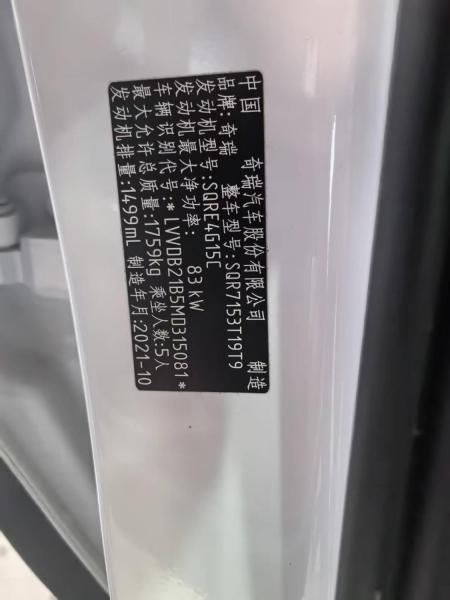 中国 奇瑞汽车股份有限公司 制造
品牌:奇瑞 整车型号:SQR7153T19T9
发动机型号:SQRE4G15C
发动机最大净功率: 83 kW
车辆识别代号:*LVVDB21B5MD315081*
最大允许总质量:1759kg 乘坐人数:5人
发动机排量:1499mL 制造年月:2021-10